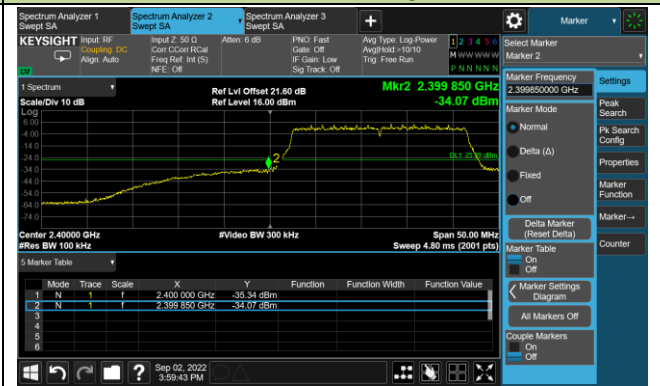 Spectrum Analyzer 1
Swept SA
Spectrum Analyzer 2
Swept SA
Spectrum Analyzer 3
Swept SA
Marker
KEYSIGHT
Input: RF
Coupling: DC
Align: Auto
Input Z: 50 Ω
Corr CCorr RCal
Freq Ref: Int (S)
NFE: Off
Atten: 6 dB
PNO: Fast
Gate: Off
IF Gain: Low
Sig Track: Off
Avg Type: Log-Power
Avg|Hold:>10/10
Trig: Free Run
1 2 3 4 5 6
M W W W W W
P N N N N N
LW
Select Marker
Marker 2
1 Spectrum
Scale/Div 10 dB
Log
Ref Lvl Offset 21.60 dB
Ref Level 16.00 dBm
Mkr2 2.399 850 GHz
-34.07 dBm
6.00
-4.00
-14.0
-24.0
-34.0
-44.0
-54.0
-64.0
-74.0
2
Center 2.40000 GHz
#Res BW 100 kHz
#Video BW 300 kHz
Span 50.00 MHz
Sweep 4.80 ms (2001 pts)
5 Marker Table
Mode Trace Scale X Y Function Function Width Function Value
1 N 1 f 2.400 000 GHz -35.34 dBm
2 N 1 f 2.399 850 GHz -34.07 dBm
3
4
5
6
Marker Frequency
2.399850000 GHz
Marker Mode
Normal
Delta (Δ)
Fixed
Off
Delta Marker
(Reset Delta)
Marker Table
On
Off
Marker Settings
Diagram
All Markers Off
Couple Markers
On
Off
Settings
Peak
Search
Pk Search
Config
Properties
Marker
Function
Marker→
Counter
?
Sep 02, 2022
3:59:43 PM